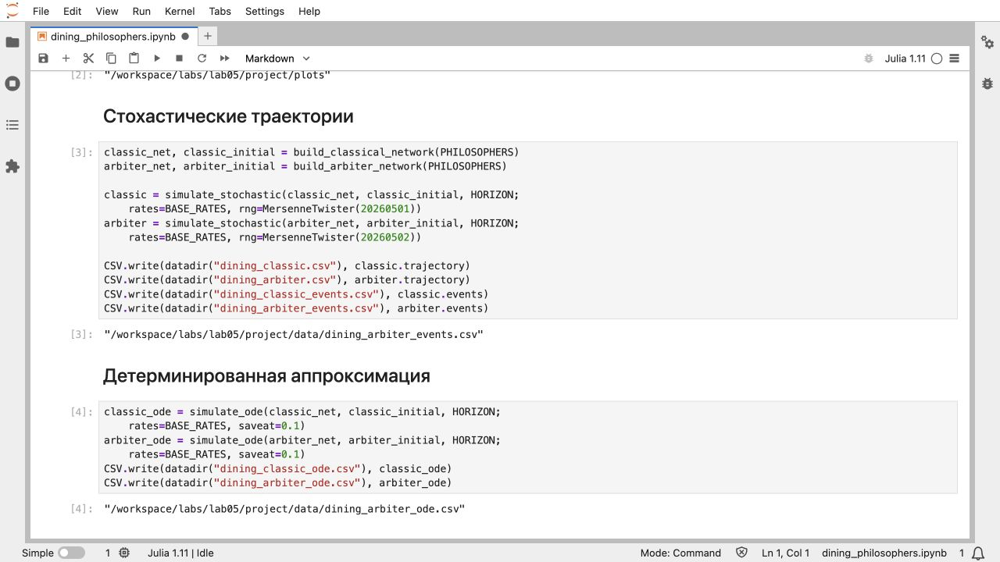 File Edit View Run Kernel Tabs Settings Help
dining_philosophers.ipynb
Markdown
Julia 1.11
[2]: "/workspace/labs/lab05/project/plots"
Стохастические траектории
[3]: classic_net, classic_initial = build_classical_network(PHILOSOPHERS)
arbiter_net, arbiter_initial = build_arbiter_network(PHILOSOPHERS)
classic = simulate_stochastic(classic_net, classic_initial, HORIZON;
    rates=BASE_RATES, rng=MersenneTwister(20260501))
arbiter = simulate_stochastic(arbiter_net, arbiter_initial, HORIZON;
    rates=BASE_RATES, rng=MersenneTwister(20260502))
CSV.write(datadir("dining_classic.csv"), classic.trajectory)
CSV.write(datadir("dining_arbiter.csv"), arbiter.trajectory)
CSV.write(datadir("dining_classic_events.csv"), classic.events)
CSV.write(datadir("dining_arbiter_events.csv"), arbiter.events)
[3]: "/workspace/labs/lab05/project/data/dining_arbiter_events.csv"
Детерминированная аппроксимация
[4]: classic_ode = simulate_ode(classic_net, classic_initial, HORIZON;
    rates=BASE_RATES, saveat=0.1)
arbiter_ode = simulate_ode(arbiter_net, arbiter_initial, HORIZON;
    rates=BASE_RATES, saveat=0.1)
CSV.write(datadir("dining_classic_ode.csv"), classic_ode)
CSV.write(datadir("dining_arbiter_ode.csv"), arbiter_ode)
[4]: "/workspace/labs/lab05/project/data/dining_arbiter_ode.csv"
Simple 1 Julia 1.11 | Idle Mode: Command Ln 1, Col 1 dining_philosophers.ipynb 1